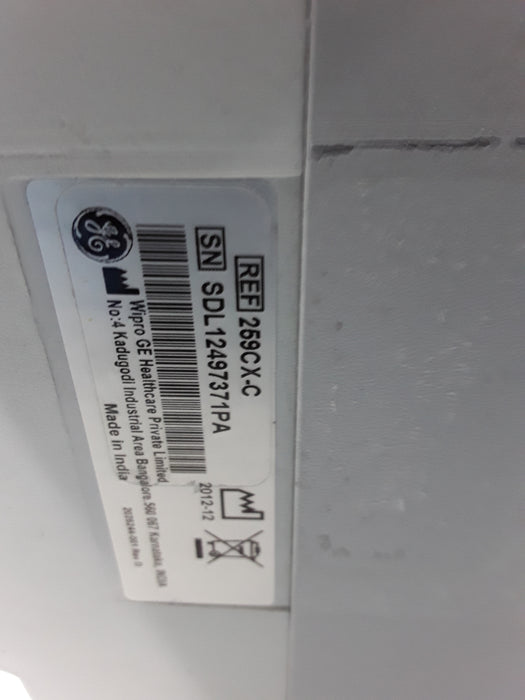 REF 259CX-C
SN SDL12497371PA
2012-12
GE
Wipro GE Healthcare Private Limited
No:4 Kadugodi Industrial Area Bangalore 560 067 Karnataka, INDIA
Made in India